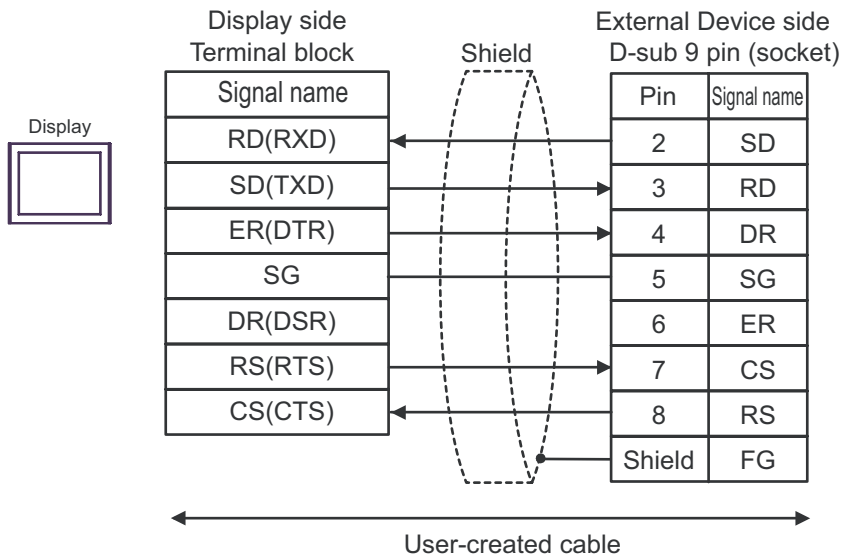 Display side
Terminal block
Shield
External Device side
D-sub 9 pin (socket)
Display
Signal name
Pin Signal name
RD(RXD) 2 SD
SD(TXD) 3 RD
ER(DTR) 4 DR
SG 5 SG
DR(DSR) 6 ER
RS(RTS) 7 CS
CS(CTS) 8 RS
Shield FG
User-created cable